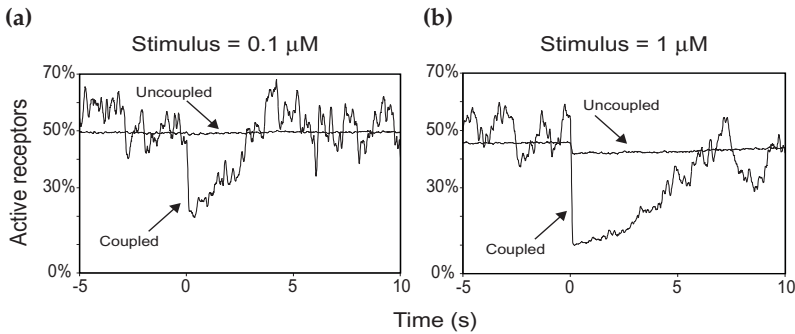 (a)
Stimulus = 0.1 μM
70%
50%
30%
0%
Uncoupled
Coupled
-5
0
5
10
Active receptors
(b)
Stimulus = 1 μM
70%
50%
30%
0%
Uncoupled
Coupled
-5
0
5
10
Time (s)